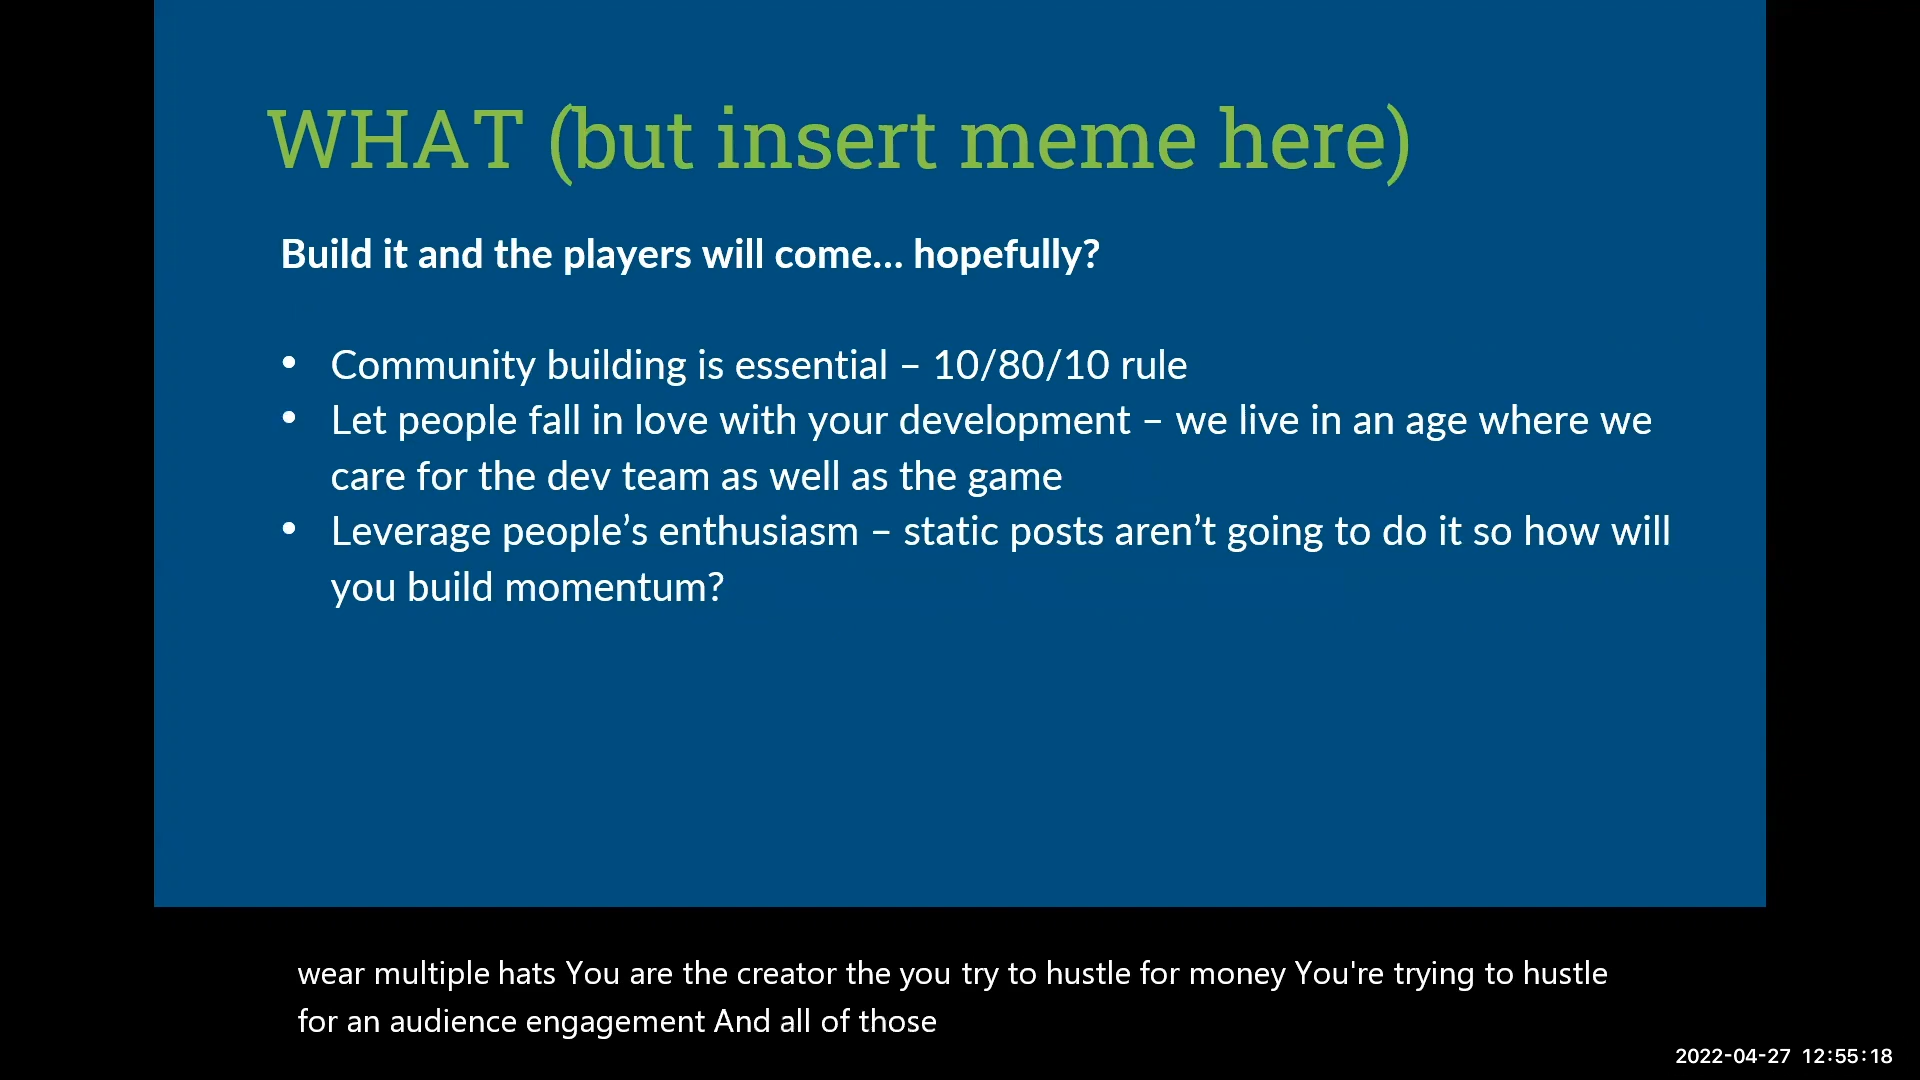 WHAT (but insert meme here)
Build it and the players will come... hopefully?
• Community building is essential – 10/80/10 rule
• Let people fall in love with your development – we live in an age where we
care for the dev team as well as the game
• Leverage people’s enthusiasm – static posts aren’t going to do it so how will
you build momentum?
wear multiple hats You are the creator the you try to hustle for money You're trying to hustle
for an audience engagement And all of those
2022-04-27 12:55:18